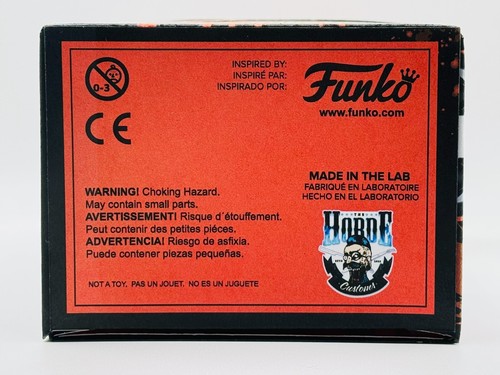 0-3
CE
INSPIRED BY:
INSPIRÉ PAR:
INSPIRADO POR:
Funko
www.funko.com
WARNING! Choking Hazard.
May contain small parts.
AVERTISSEMENT! Risque d´étouffement.
Peut contenir des petites piéces.
ADVERTENCIA! Riesgo de asfixia.
Puede contener piezas pequeñas.
NOT A TOY. PAS UN JOUET. NO ES UN JUGUETE
MADE IN THE LAB
FABRIQUÉ EN LABORATOIRE
HECHO EN EL LABORATORIO
THE
HORDE
Customs